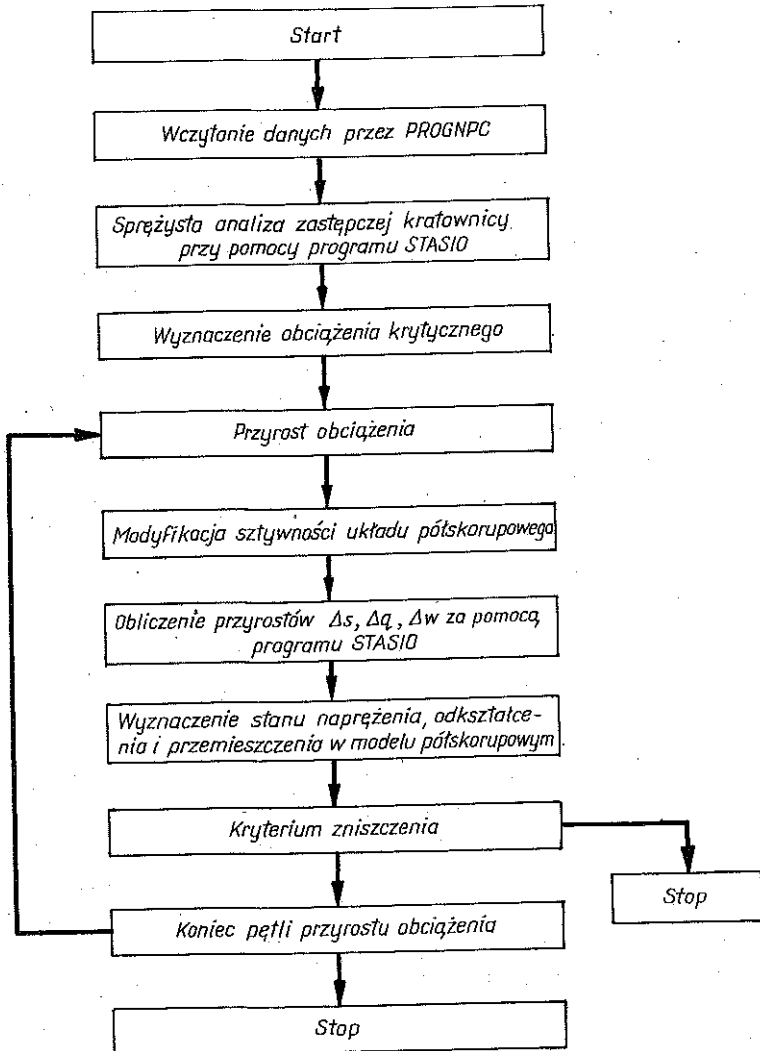 Start
Wczytanie danych przez PROGNPC
Sprężysta analiza zastępczej kratownicy
przy pomocy programu STASIO
Wyznaczenie obciążenia krytycznego
Przyrost obciążenia
Modyfikacja sztywności układu półskorupowego
Obliczenie przyrostów Δs, Δq, Δw za pomocą
programu STASIO
Wyznaczenie stanu naprężenia, odkształce-
nia i przemieszczenia w modelu półskorupowym
Kryterium zniszczenia
Stop
Koniec pętli przyrostu obciążenia
Stop